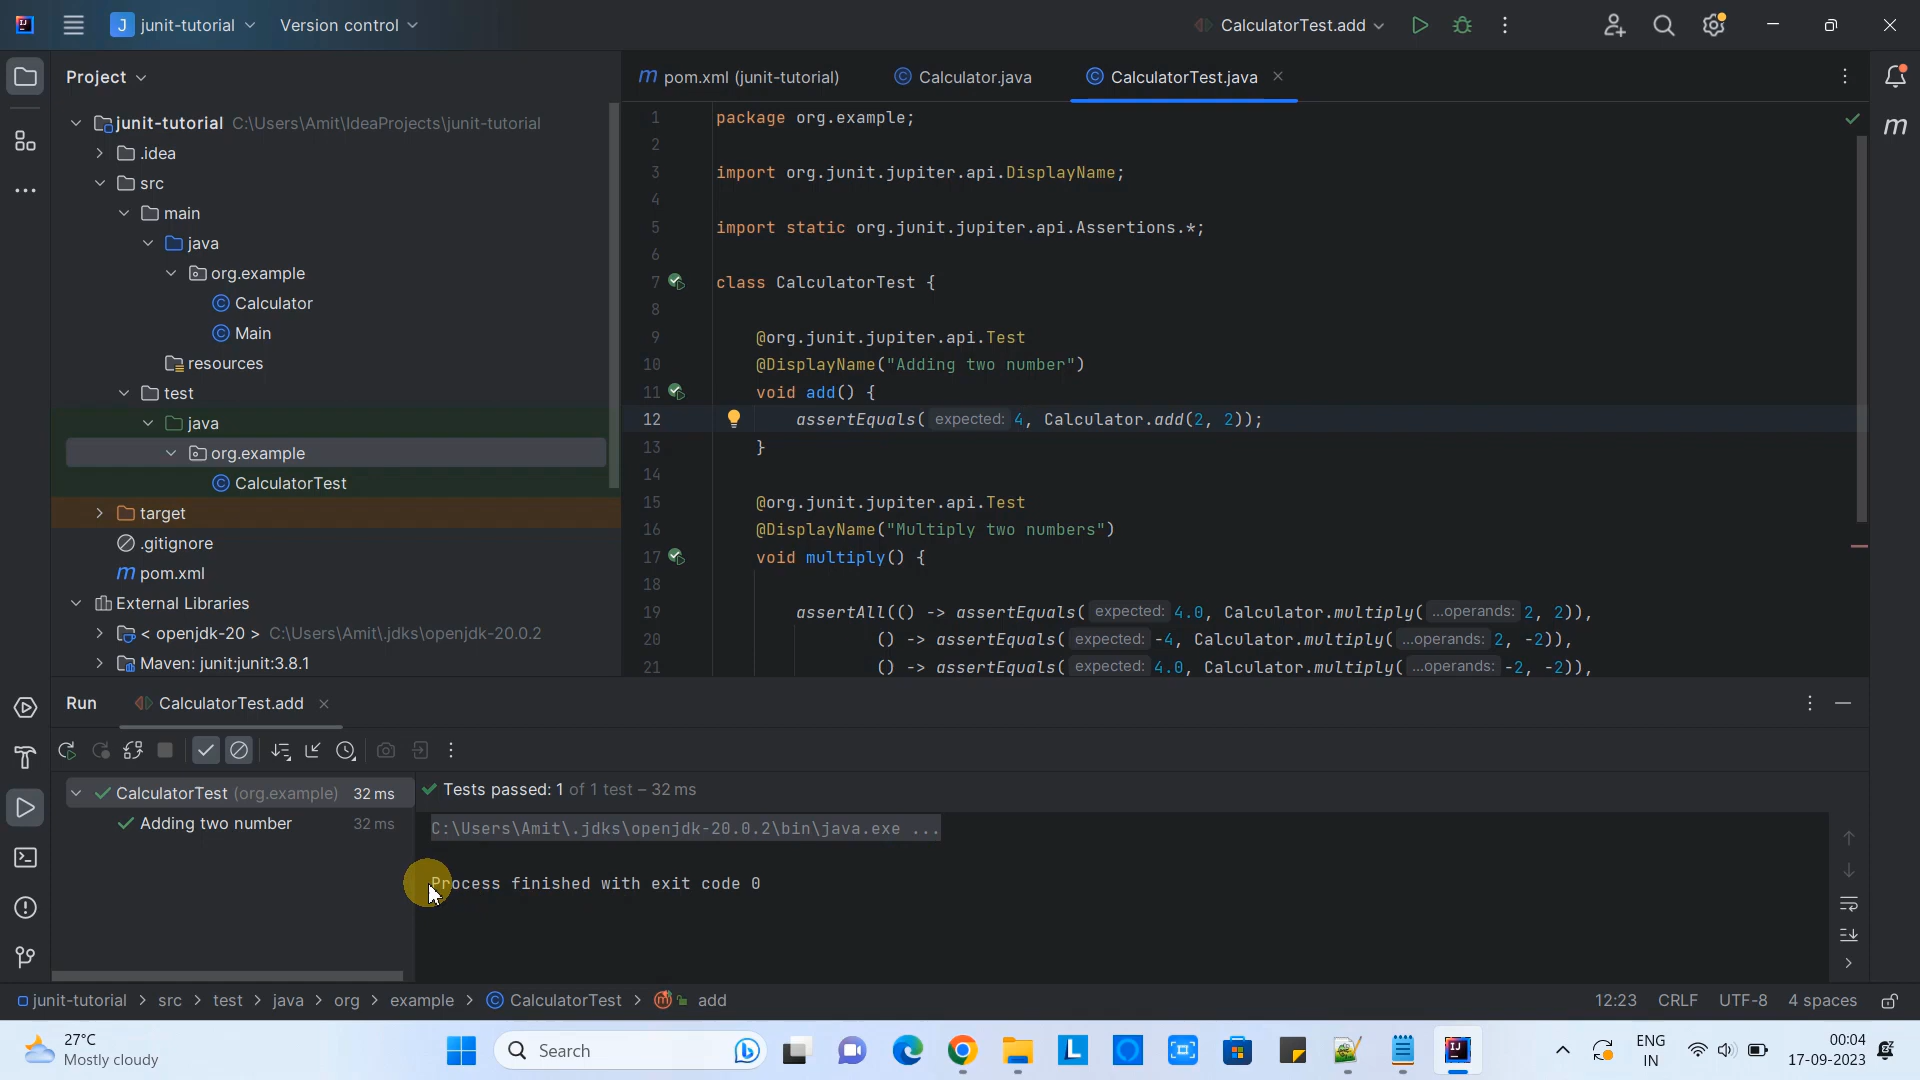 junit-tutorial
Version control
CalculatorTest.add
Project
junit-tutorial C:\Users\Amit\IdeaProjects\junit-tutorial
.idea
src
main
java
org.example
Calculator
Main
resources
test
java
org.example
CalculatorTest
target
.gitignore
pom.xml
External Libraries
< openjdk-20 > C:\Users\Amit\.jdks\openjdk-20.0.2
Maven: junit:junit:3.8.1
pom.xml (junit-tutorial)
Calculator.java
CalculatorTest.java
1 package org.example;
2
3 import org.junit.jupiter.api.DisplayName;
4
5 import static org.junit.jupiter.api.Assertions.*;
6
7 class CalculatorTest {
8
9 @org.junit.jupiter.api.Test
10 @DisplayName("Adding two number")
11 void add() {
12 assertEquals( expected: 4, Calculator.add(2, 2));
13 }
14
15 @org.junit.jupiter.api.Test
16 @DisplayName("Multiply two numbers")
17 void multiply() {
18
19 assertAll(() -> assertEquals( expected: 4.0, Calculator.multiply( ...operands: 2, 2)),
20 () -> assertEquals( expected: -4, Calculator.multiply( ...operands: 2, -2)),
21 () -> assertEquals( expected: 4.0, Calculator.multiply( ...operands: -2, -2)),
Run
CalculatorTest.add
CalculatorTest (org.example) 32 ms
Adding two number 32 ms
Tests passed: 1 of 1 test – 32 ms
C:\Users\Amit\.jdks\openjdk-20.0.2\bin\java.exe ...
Process finished with exit code 0
junit-tutorial > src > test > java > org > example > CalculatorTest > add
12:23 CRLF UTF-8 4 spaces
27°C
Mostly cloudy
Search
ENG
IN
00:04
17-09-2023